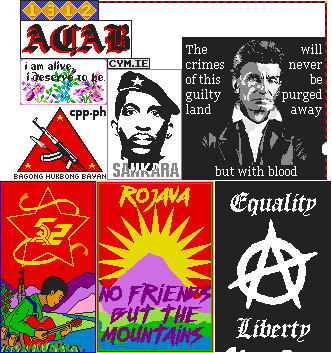 1312
ACAB
i am alive,
i deserve to be.
CYM.IE
cpp.ph
BAGONG HUKBONG BAYAN
SANKARA
The will
crimes never
of this be
guilty purged
land away
but with blood
52
ROJAVA
NO FRIENDS
BUT THE
MOUNTAINS
Equality
Liberty